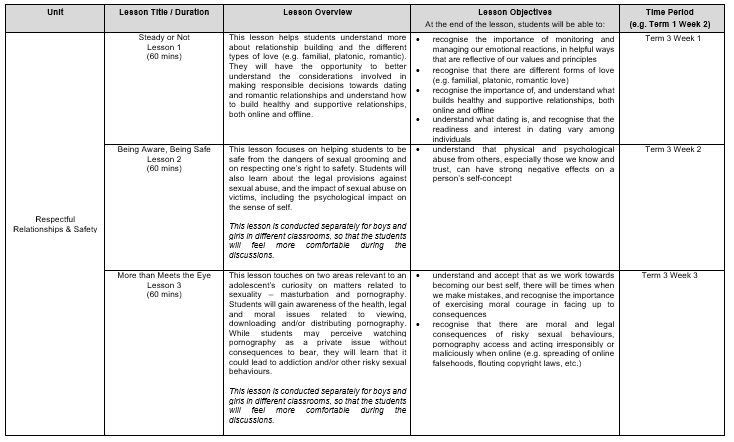 Unit
Lesson Title / Duration
Lesson Overview
Lesson Objectives
At the end of the lesson, students will be able to:
Time Period
(e.g. Term 1 Week 2)
Respectful
Relationships & Safety
Steady or Not
Lesson 1
(60 mins)
This lesson helps students understand more
about relationship building and the different
types of love (e.g. familial, platonic, romantic).
They will have the opportunity to better
understand the considerations involved in
making responsible decisions towards dating
and romantic relationships and understand how
to build healthy and supportive relationships,
both online and offline.
• recognise the importance of monitoring and
managing our emotional reactions, in helpful ways
that are reflective of our values and principles
• recognise that there are different forms of love
(e.g. familial, platonic, romantic love)
• recognise the importance of, and understand what
builds healthy and supportive relationships, both
online and offline
• understand what dating is, and recognise that the
readiness and interest in dating vary among
individuals
Term 3 Week 1
Being Aware, Being Safe
Lesson 2
(60 mins)
This lesson focuses on helping students to be
safe from the dangers of sexual grooming and
on respecting one's right to safety. Students will
also learn about the legal provisions against
sexual abuse, and the impact of sexual abuse on
victims, including the psychological impact on
the sense of self.
This lesson is conducted separately for boys and
girls in different classrooms, so that the students
will feel more comfortable during the
discussions.
• understand that physical and psychological
abuse from others, especially those we know and
trust, can have strong negative effects on a
person's self-concept
Term 3 Week 2
More than Meets the Eye
Lesson 3
(60 mins)
This lesson touches on two areas relevant to an
adolescent's curiosity on matters related to
sexuality – masturbation and pornography.
Students will gain awareness of the health, legal
and moral issues related to viewing,
downloading and/or distributing pornography.
While students may perceive watching
pornography as a private issue without
consequences to bear, they will learn that it
could lead to addiction and/or other risky sexual
behaviours.
This lesson is conducted separately for boys and
girls in different classrooms, so that the students
will feel more comfortable during the
discussions.
• understand and accept that as we work towards
becoming our best self, there will be times when
we make mistakes, and recognise the importance
of exercising moral courage in facing up to
consequences
• recognise that there are moral and legal
consequences of risky sexual behaviours,
pornography access and acting irresponsibly or
maliciously when online (e.g. spreading of online
falsehoods, flouting copyright laws, etc.)
Term 3 Week 3